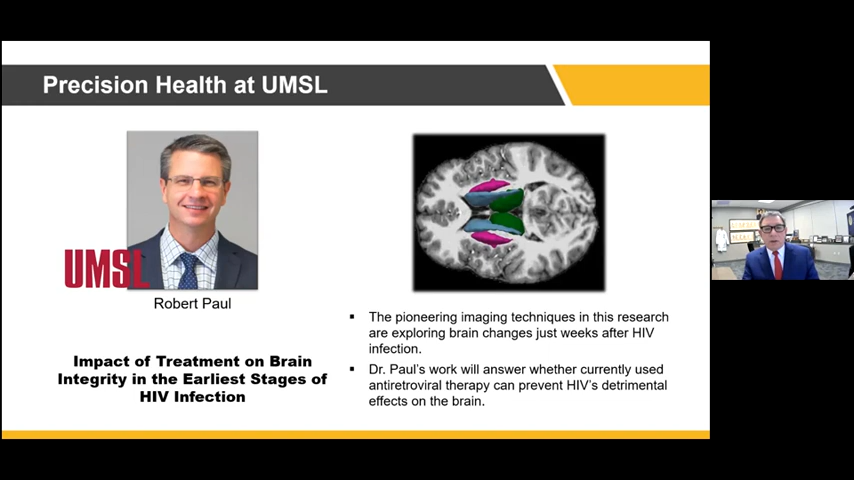 Precision Health at UMSL
UMSL
Robert Paul
Impact of Treatment on Brain
Integrity in the Earliest Stages of
HIV Infection
▪ The pioneering imaging techniques in this research
are exploring brain changes just weeks after HIV
infection.
▪ Dr. Paul's work will answer whether currently used
antiretroviral therapy can prevent HIV's detrimental
effects on the brain.